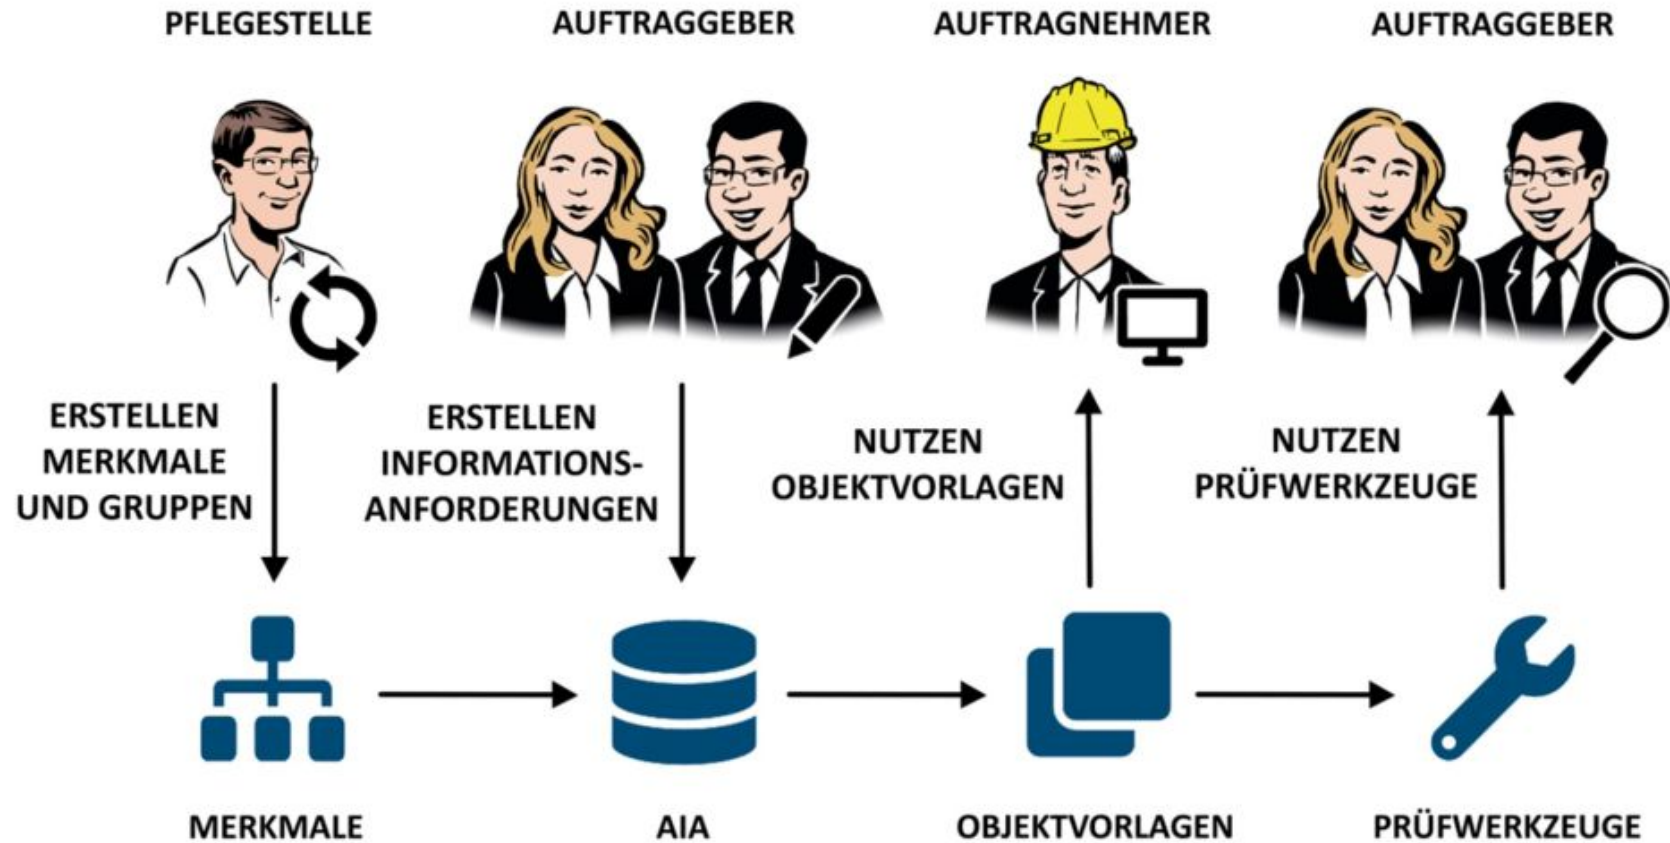 PFLEGESTELLE
AUFTRAGGEBER
AUFTRAGNEHMER
AUFTRAGGEBER
ERSTELLEN
MERKMALE
UND GRUPPEN
ERSTELLEN
INFORMATIONS-
ANFORDERUNGEN
NUTZEN
OBJEKTVORLAGEN
NUTZEN
PRÜFWERKZEUGE
MERKMALE
AIA
OBJEKTVORLAGEN
PRÜFWERKZEUGE